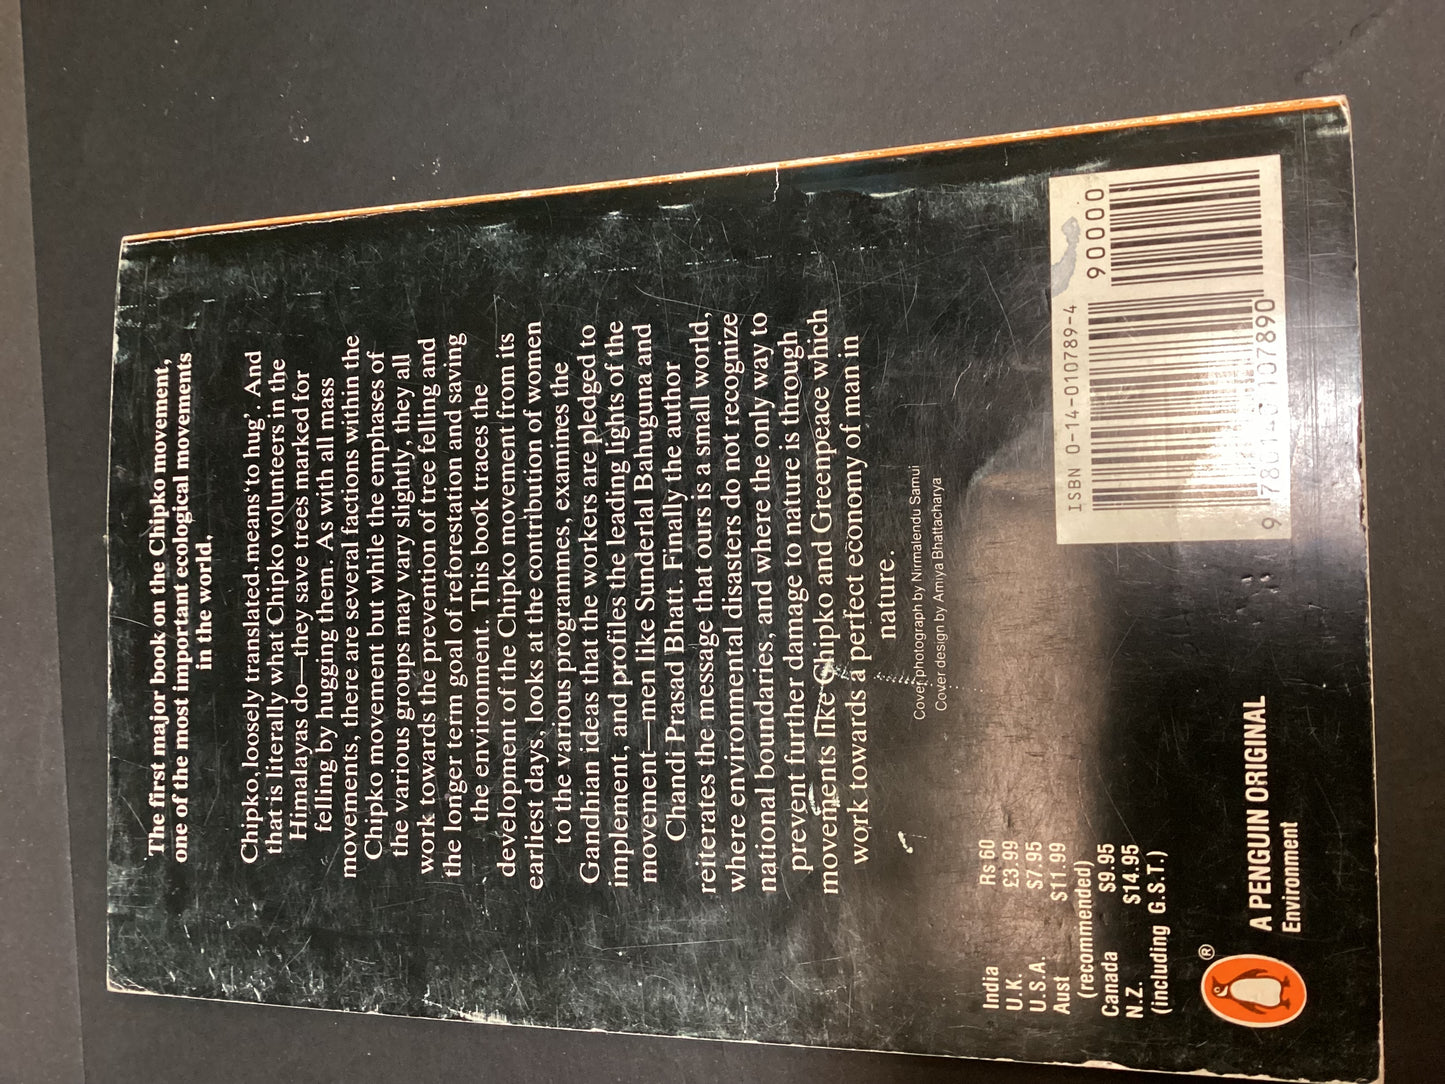 The first major book on the Chipko movement,
one of the most important ecological movements
in the world.
Chipko, loosely translated, means 'to hug'. And
that is literally what Chipko volunteers in the
Himalayas do—they save trees marked for
felling by hugging them. As with all mass
movements, there are several factions within the
Chipko movement but while the emphases of
the various groups may vary slightly, they all
work towards the prevention of tree felling and
the longer term goal of reforestation and saving
the environment. This book traces the
development of the Chipko movement from its
earliest days, looks at the contribution of women
to the various programmes, examines the
Gandhian ideas that the workers are pledged to
implement, and profiles the leading lights of the
movement—men like Sunderlal Bahuguna and
Chandi Prasad Bhatt. Finally the author
reiterates the message that ours is a small world,
where environmental disasters do not recognize
national boundaries, and where the only way to
prevent further damage to nature is through
movements like Chipko and Greenpeace which
work towards a perfect economy of man in
nature.
Cover photograph by Nirmalendu Samui
Cover design by Amiya Bhattacharya
India Rs 60
U.K. £3.99
U.S.A. $7.95
Aust $11.99
(recommended)
Canada $9.95
N.Z. $14.95
(including G.S.T.)
®
A PENGUIN ORIGINAL
Environment
ISBN 0-14-010789-4
90000
9 780140 107890